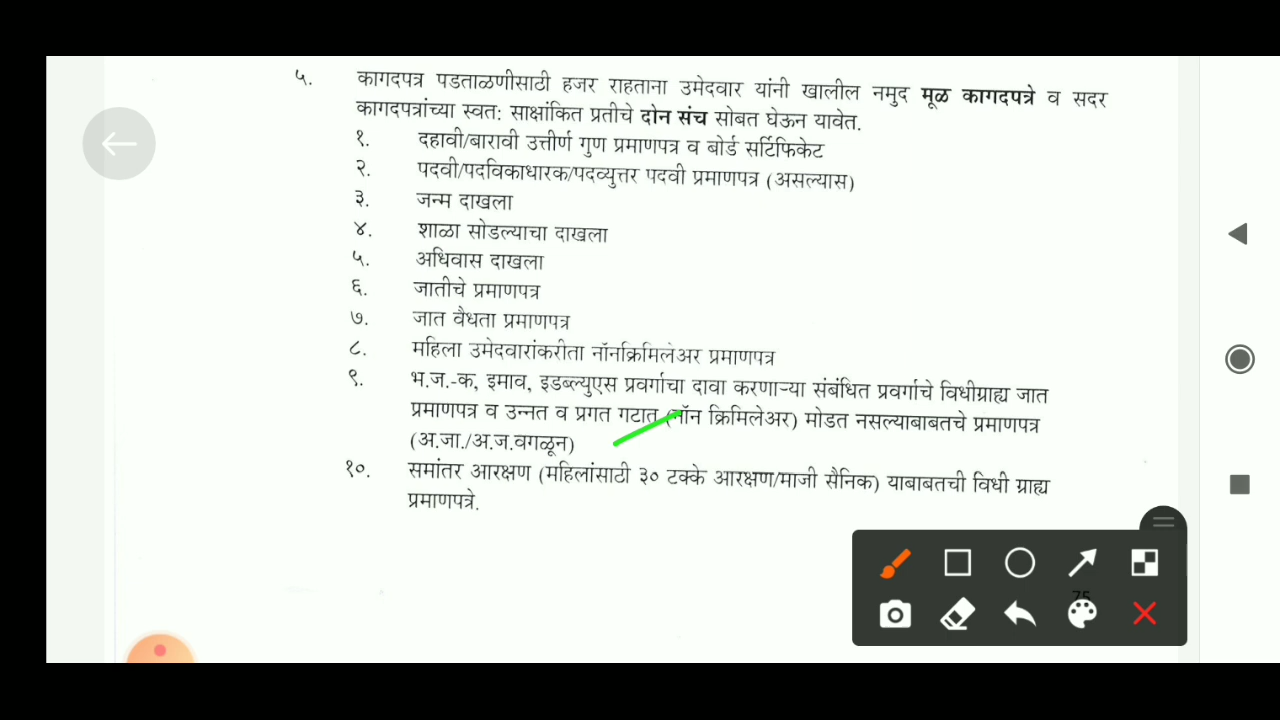 ५. कागदपत्र पडताळणीसाठी हजर राहताना उमेदवार यांनी खालील नमुद मूळ कागदपत्रे व सदर
कागदपत्रांच्या स्वत: साक्षांकित प्रतीचे दोन संच सोबत घेऊन यावेत.
१. दहावी/बारावी उत्तीर्ण गुण प्रमाणपत्र व बोर्ड सर्टिफिकेट
२. पदवी/पदविकाधारक/पदव्युत्तर पदवी प्रमाणपत्र (असल्यास)
३. जन्म दाखला
४. शाळा सोडल्याचा दाखला
५. अधिवास दाखला
६. जातीचे प्रमाणपत्र
७. जात वैधता प्रमाणपत्र
८. महिला उमेदवारांकरीता नॉनक्रिमिलेअर प्रमाणपत्र
९. भ.ज.-क, इमाव, इडब्ल्युएस प्रवर्गाचा दावा करणाऱ्या संबंधित प्रवर्गाचे विधीग्राह्य जात
प्रमाणपत्र व उन्नत व प्रगत गटात (नॉन क्रिमिलेअर) मोडत नसल्याबाबतचे प्रमाणपत्र
(अ.जा./अ.ज.वगळून)
१०. समांतर आरक्षण (महिलांसाठी ३० टक्के आरक्षण/माजी सैनिक) याबाबतची विधी ग्राह्य
प्रमाणपत्रे.
75